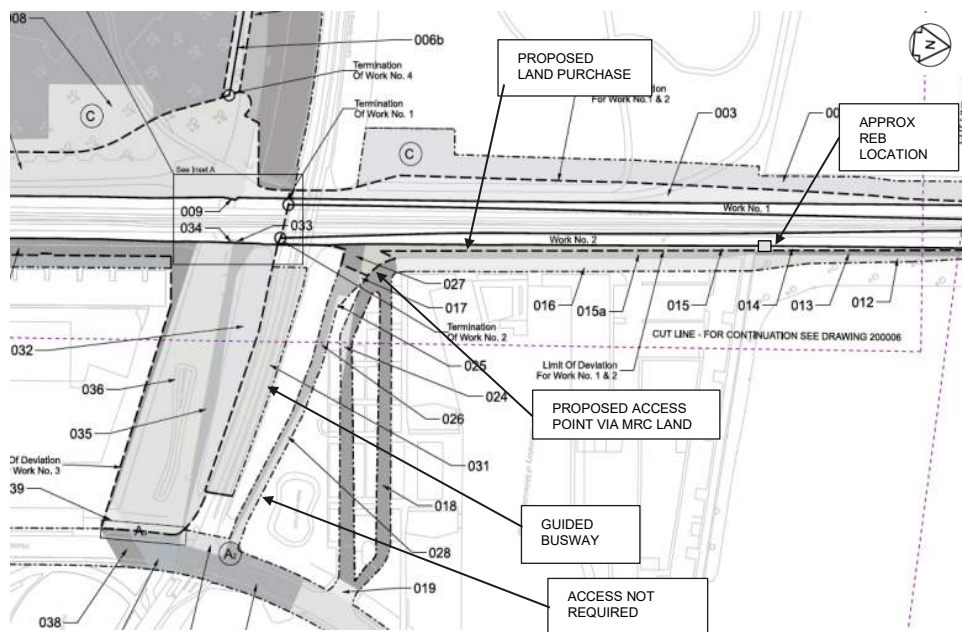 008
006b
Termination
Of Work No. 4
Termination
Of Work No. 1
PROPOSED
LAND PURCHASE
For Work No.1 & 2
003
N
C
C
APPROX
REB
LOCATION
See Inset A
009
034
033
Work No. 1
Work No. 2
027
017
016
015a
015
014
013
012
Termination
Of Work No. 2
CUT LINE - FOR CONTINUATION SEE DRAWING 200006
032
025
024
Limit Of Deviation
For Work No. 1 & 2
036
026
PROPOSED ACCESS
POINT VIA MRC LAND
035
031
Of Deviation
Work No. 3
018
039
GUIDED
BUSWAY
028
019
ACCESS NOT
REQUIRED
038